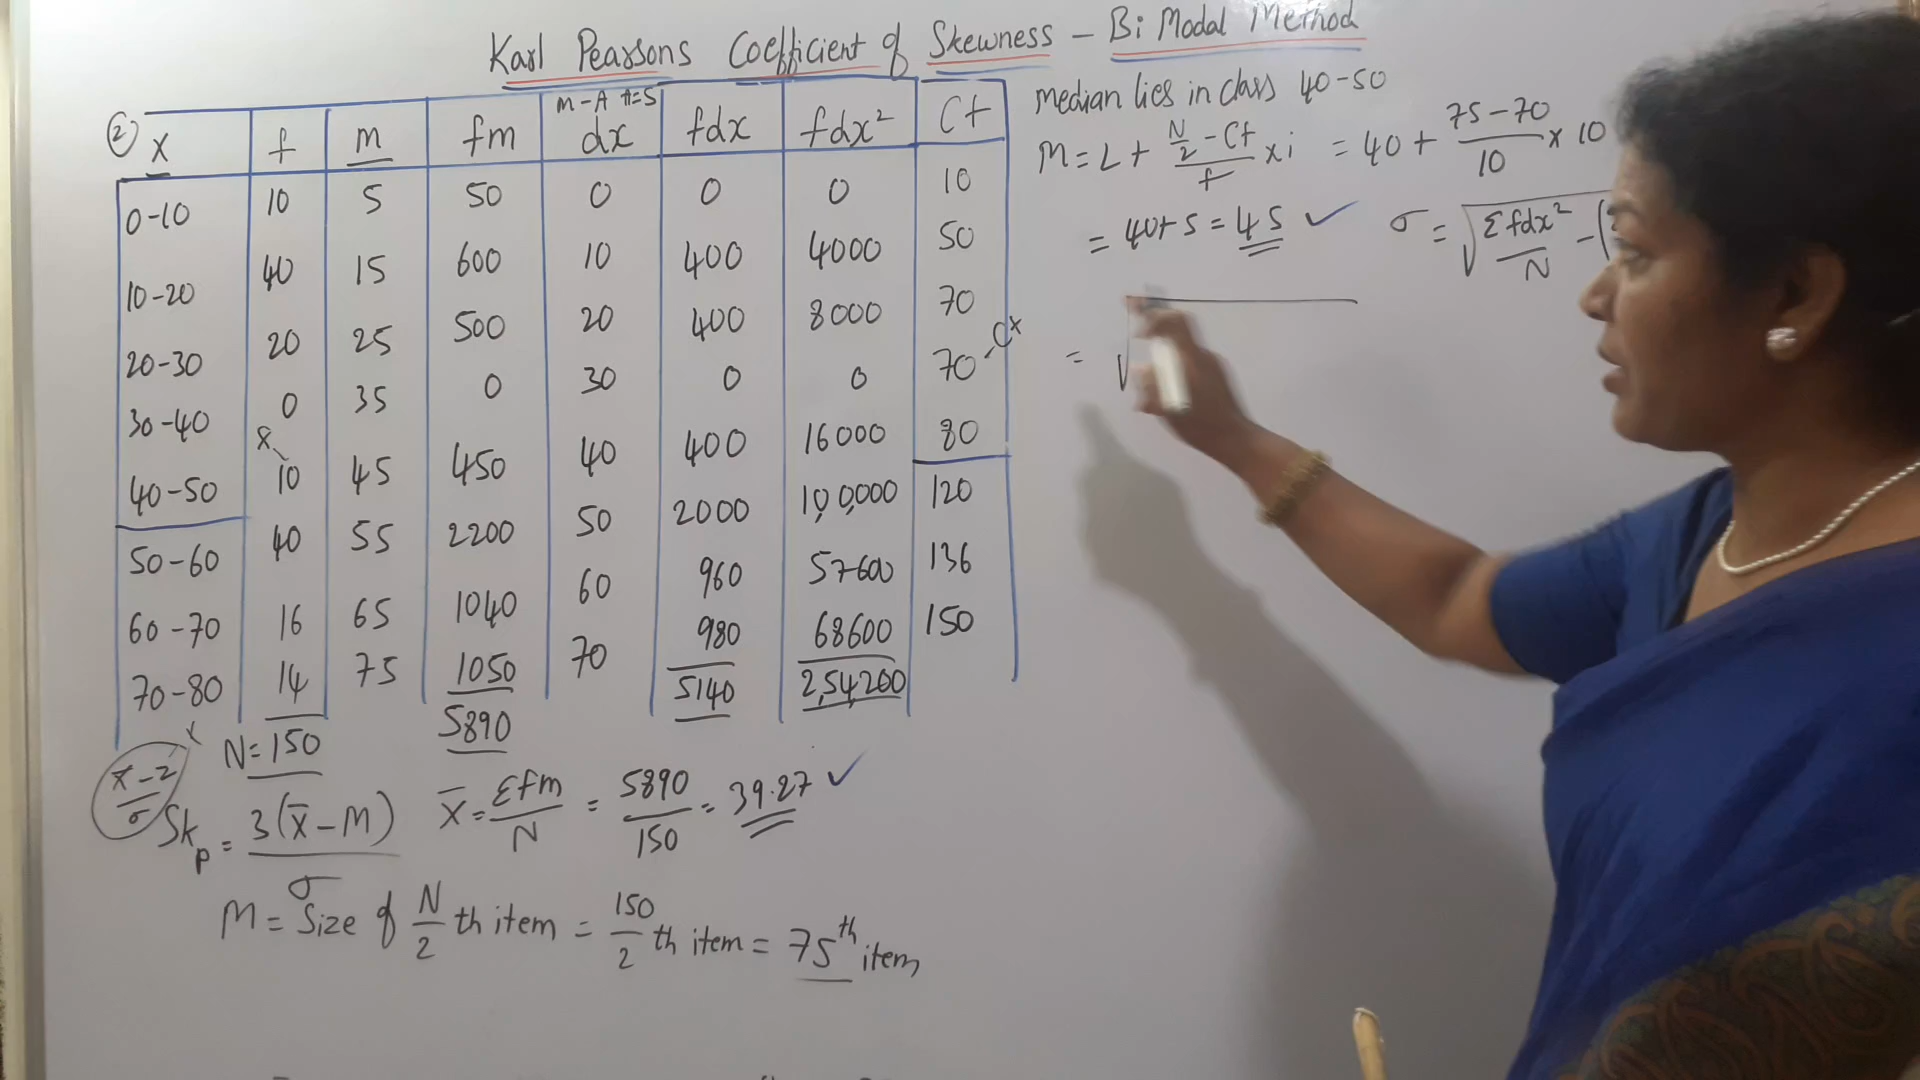 Karl Pearsons Coefficient of Skewness – Bi Modal Method
② x f m fm m-A A=5 dx fdx fdx² Cf
0-10 10 5 50 0 0 0 10
10-20 40 15 600 10 400 4000 50
20-30 20 25 500 20 400 8000 70
30-40 0 35 0 30 0 0 70 - Cf
40-50 10 45 450 40 400 16000 80
50-60 40 55 2200 50 2000 1,0,0000 120
60-70 16 65 1040 60 960 57600 136
70-80 14 75 1050 70 980 68600 150
N=150 5890 5140 2,54,200
median lies in class 40-50
M = L + (N/2 - Cf)/f x i = 40 + (75-70)/10 x 10
= 40+5 = 45 ✓ σ = √ Σfdx²/N - (
= √
x̄-z/σ
Skp = 3(x̄-M)/σ x̄ = Σfm/N = 5890/150 = 39.27 ✓
M = Size of N/2 th item = 150/2 th item = 75th item